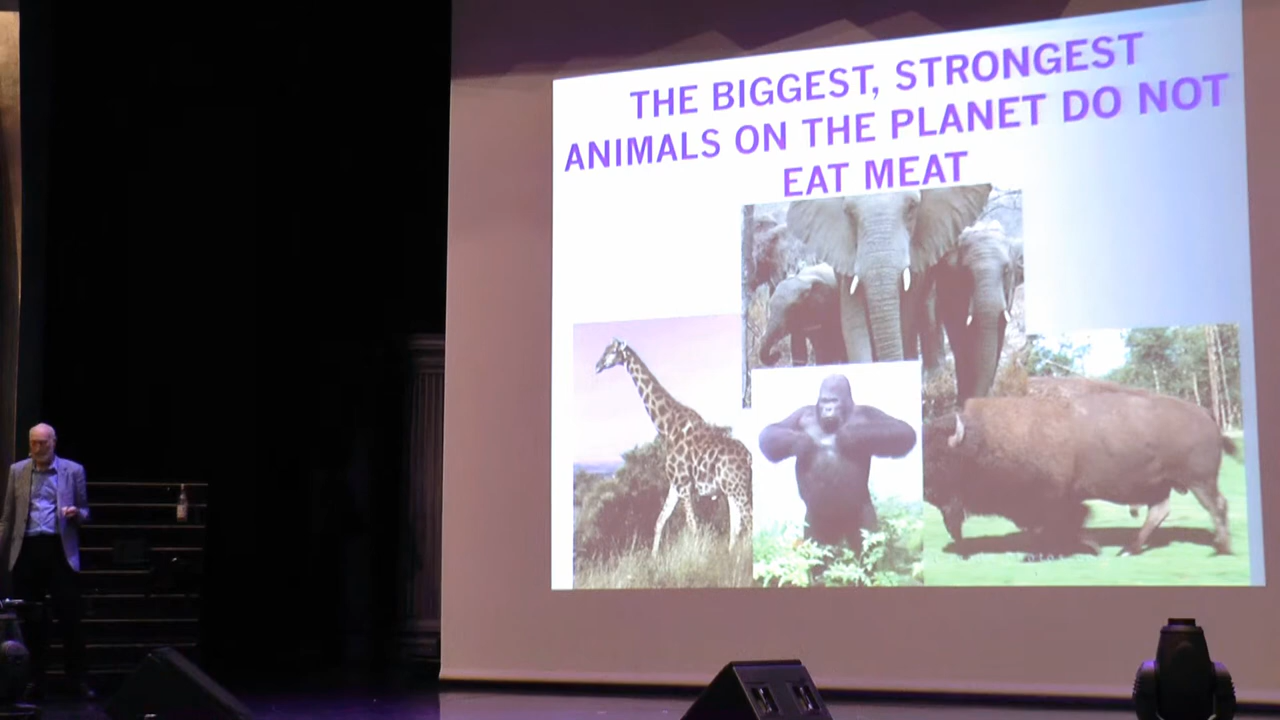 THE BIGGEST, STRONGEST
ANIMALS ON THE PLANET DO NOT
EAT MEAT